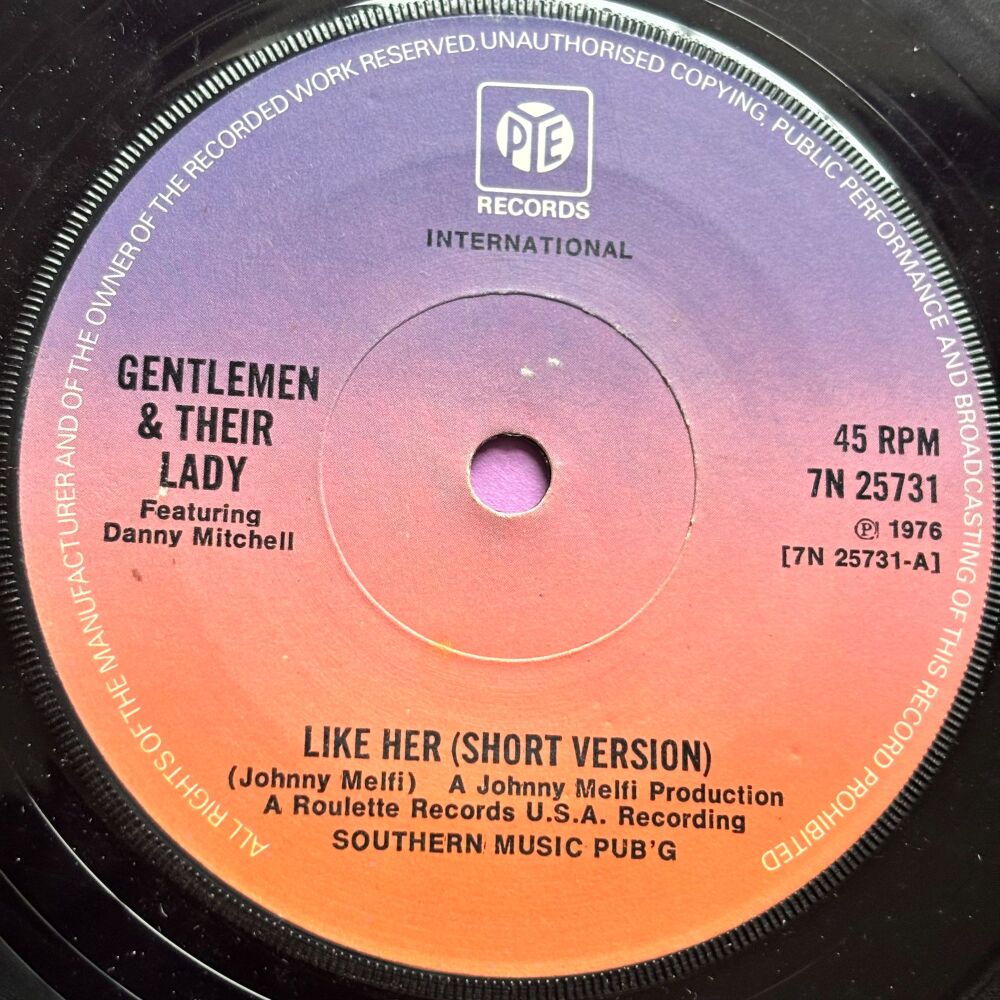 ALL RIGHTS OF THE MANUFACTURER AND OF THE OWNER OF THE RECORDED WORK RESERVED. UNAUTHORISED COPYING, PUBLIC PERFORMANCE AND BROADCASTING OF THIS RECORD PROHIBITED
PYE
RECORDS
INTERNATIONAL
GENTLEMEN
& THEIR
LADY
Featuring
Danny Mitchell
45 RPM
7N 25731
℗ 1976
[7N 25731-A]
LIKE HER (SHORT VERSION)
(Johnny Melfi) A Johnny Melfi Production
A Roulette Records U.S.A. Recording
SOUTHERN MUSIC PUB'G